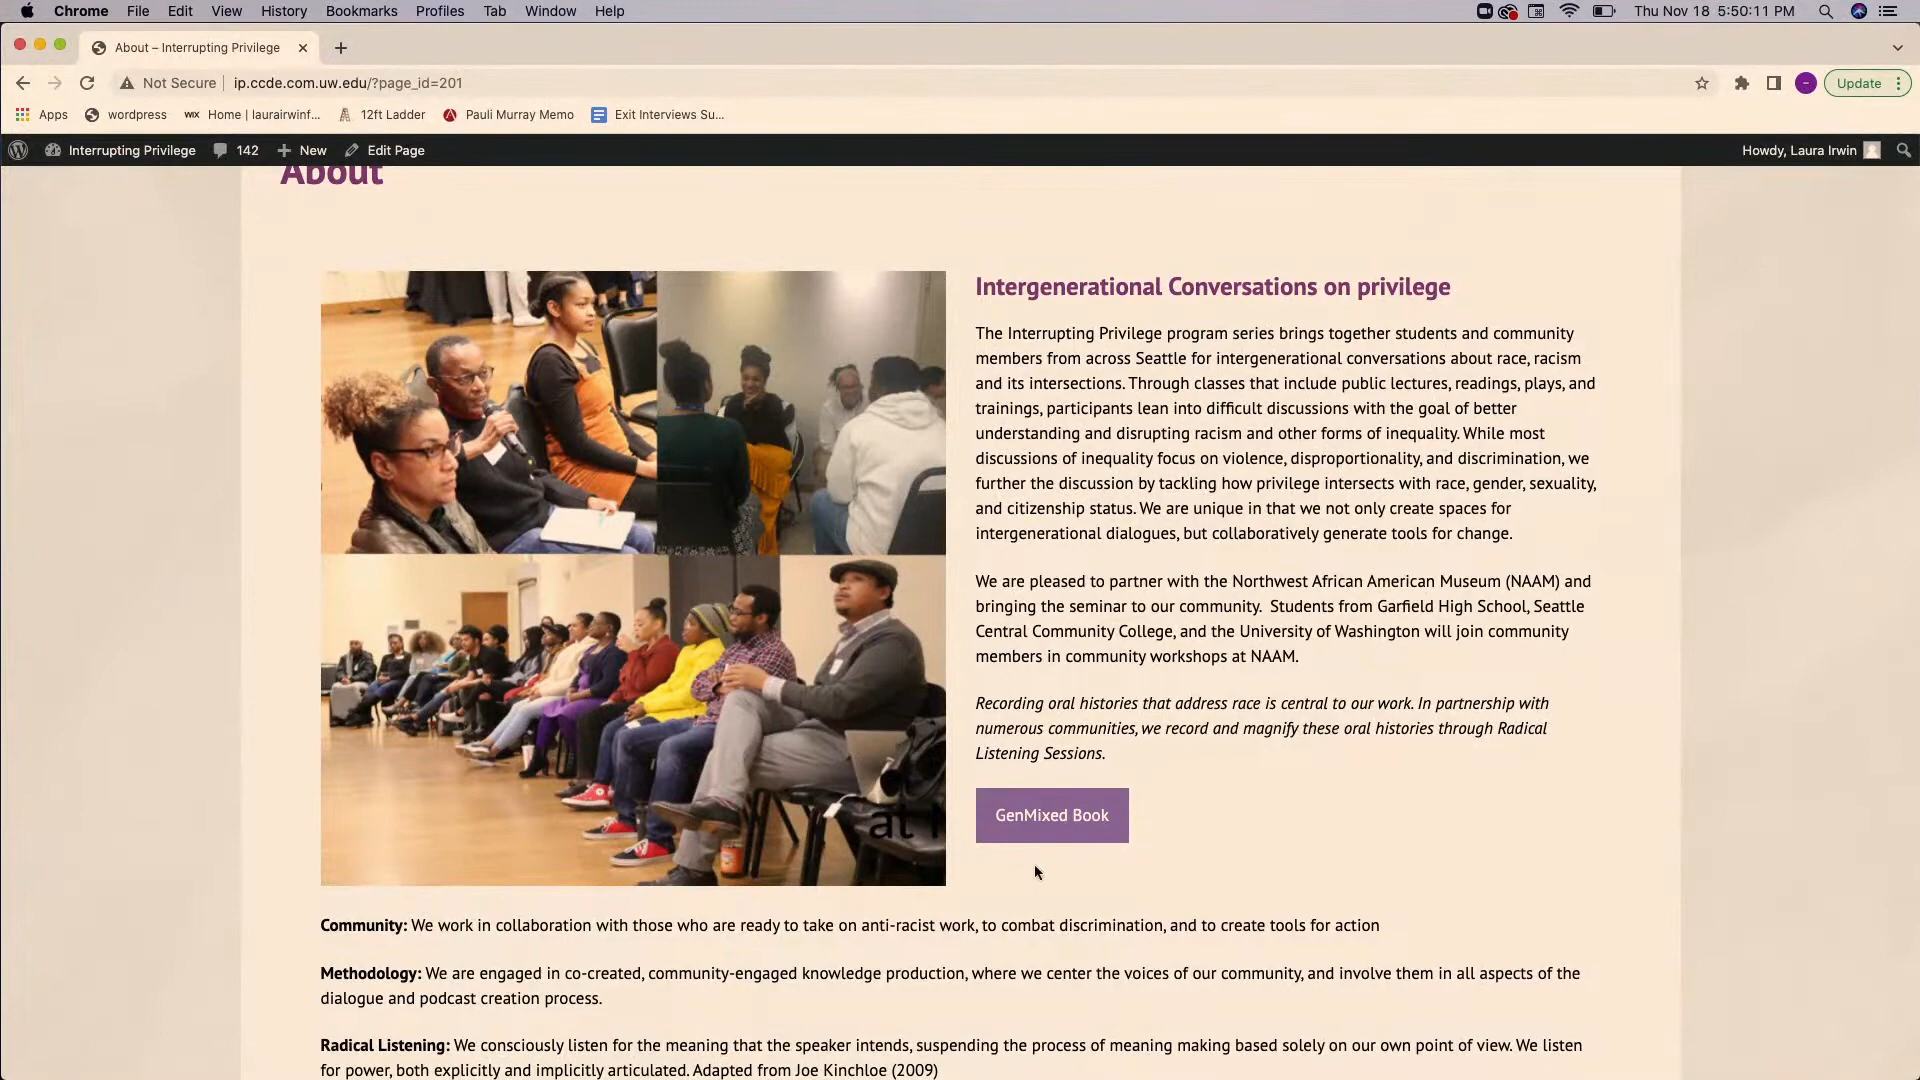 Chrome File Edit View History Bookmarks Profiles Tab Window Help Thu Nov 18 5:50:11 PM
About – Interrupting Privilege
Not Secure ip.ccde.com.uw.edu/?page_id=201 Update
Apps wordpress WIX Home | laurairwinf... 12ft Ladder Pauli Murray Memo Exit Interviews Su...
Interrupting Privilege 142 New Edit Page Howdy, Laura Irwin
About
Intergenerational Conversations on privilege
The Interrupting Privilege program series brings together students and community
members from across Seattle for intergenerational conversations about race, racism
and its intersections. Through classes that include public lectures, readings, plays, and
trainings, participants lean into difficult discussions with the goal of better
understanding and disrupting racism and other forms of inequality. While most
discussions of inequality focus on violence, disproportionality, and discrimination, we
further the discussion by tackling how privilege intersects with race, gender, sexuality,
and citizenship status. We are unique in that we not only create spaces for
intergenerational dialogues, but collaboratively generate tools for change.
We are pleased to partner with the Northwest African American Museum (NAAM) and
bringing the seminar to our community. Students from Garfield High School, Seattle
Central Community College, and the University of Washington will join community
members in community workshops at NAAM.
Recording oral histories that address race is central to our work. In partnership with
numerous communities, we record and magnify these oral histories through Radical
Listening Sessions.
at
GenMixed Book
Community: We work in collaboration with those who are ready to take on anti-racist work, to combat discrimination, and to create tools for action
Methodology: We are engaged in co-created, community-engaged knowledge production, where we center the voices of our community, and involve them in all aspects of the
dialogue and podcast creation process.
Radical Listening: We consciously listen for the meaning that the speaker intends, suspending the process of meaning making based solely on our own point of view. We listen
for power, both explicitly and implicitly articulated. Adapted from Joe Kinchloe (2009)